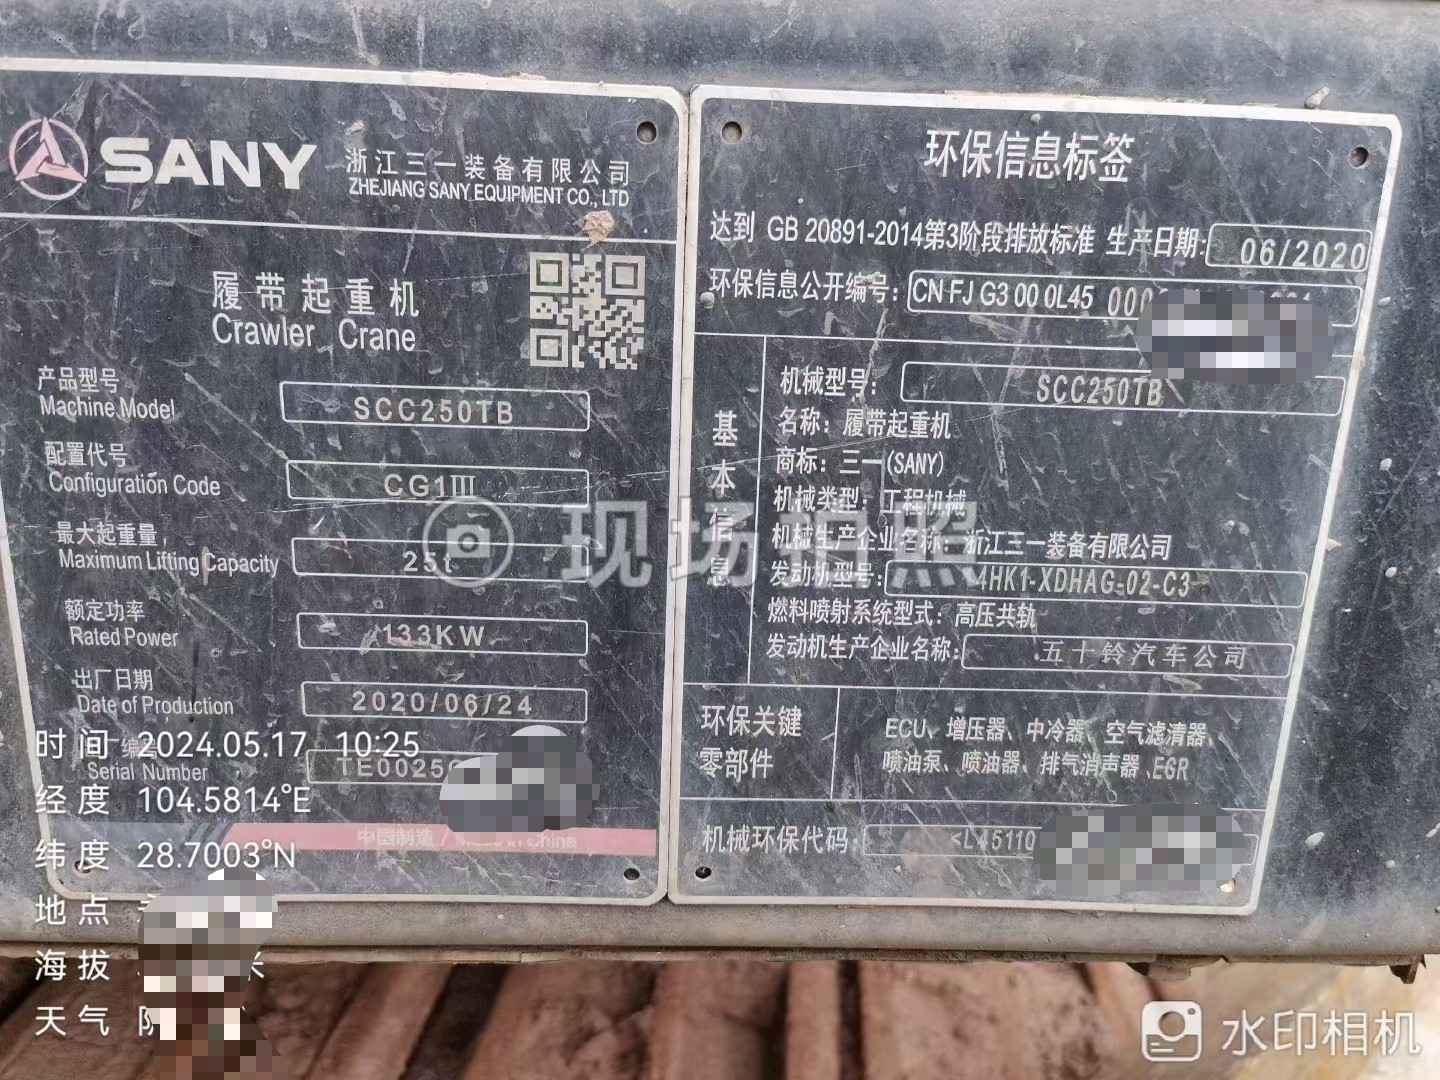 SANY 浙江三一装备有限公司
ZHEJIANG SANY EQUIPMENT CO., LTD
履带起重机
Crawler Crane
产品型号
Machine Model SCC250TB
配置代号
Configuration Code CG1III
最大起重量
Maximum Lifting Capacity 25t
额定功率
Rated Power 133KW
出厂日期
Date of Production 2020/06/24
编
Serial Number TE0025
中国制造 / Made in China
环保信息标签
达到 GB 20891-2014第3阶段排放标准 生产日期: 06/2020
环保信息公开编号: CN FJ G3 00 0L45 000
基本信息
机械型号: SCC250TB
名称: 履带起重机
商标: 三一(SANY)
机械类型: 工程机械
机械生产企业名称: 浙江三一装备有限公司
发动机型号: 4HK1-XDHAG-02-C3
燃料喷射系统型式: 高压共轨
发动机生产企业名称: 五十铃汽车公司
环保关键
零部件
ECU、增压器、中冷器、空气滤清器、
喷油泵、喷油器、排气消声器、EGR
机械环保代码: <L45110
现场拍照
时间 2024.05.17 10:25
经度 104.5814°E
纬度 28.7003°N
地点
海拔 米
天气 阴
水印相机